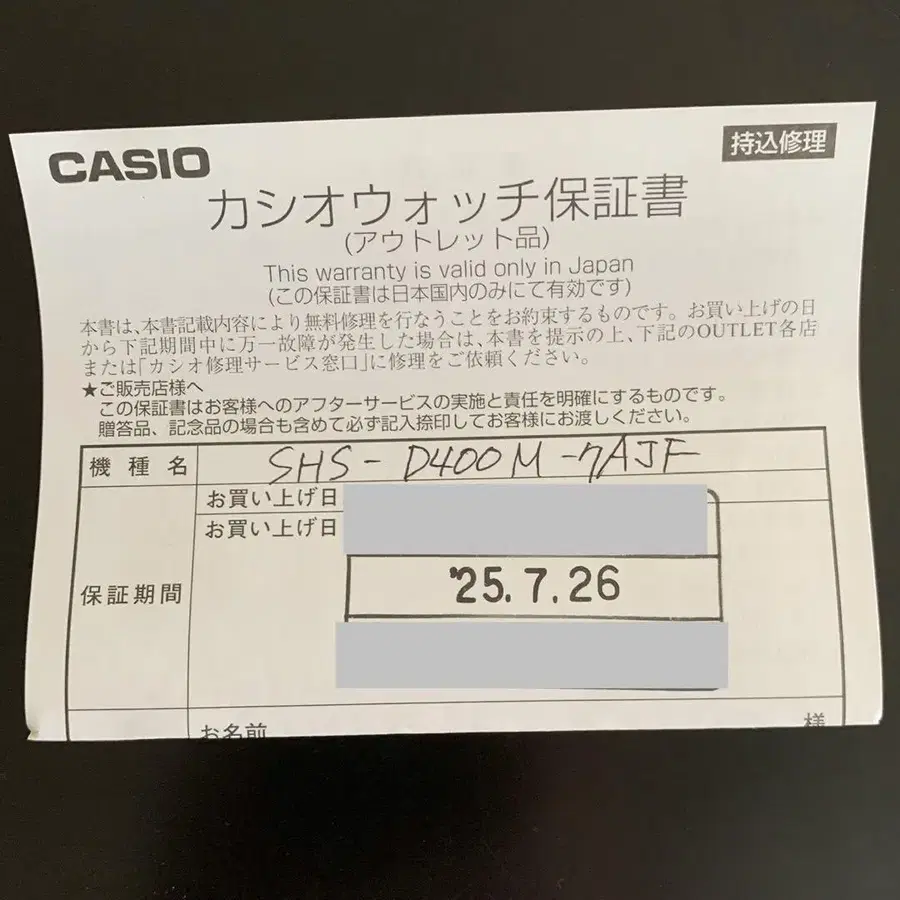 CASIO
持込修理
カシオウォッチ保証書
(アウトレット品)
This warranty is valid only in Japan
(この保証書は日本国内のみにて有効です)
本書は、本書記載内容により無料修理を行なうことをお約束するものです。お買い上げの日
から下記期間中に万一故障が発生した場合は、本書を提示の上、下記のOUTLET各店
または「カシオ修理サービス窓口」に修理をご依頼ください。
★ご販売店様へ
この保証書はお客様へのアフターサービスの実施と責任を明確にするものです。
贈答品、記念品の場合も含めて必ず記入捺印してお客様にお渡しください。
機種名 SHS-D400M-7AJF
お買い上げ日
お買い上げ日
保証期間
'25.7.26
お名前 様